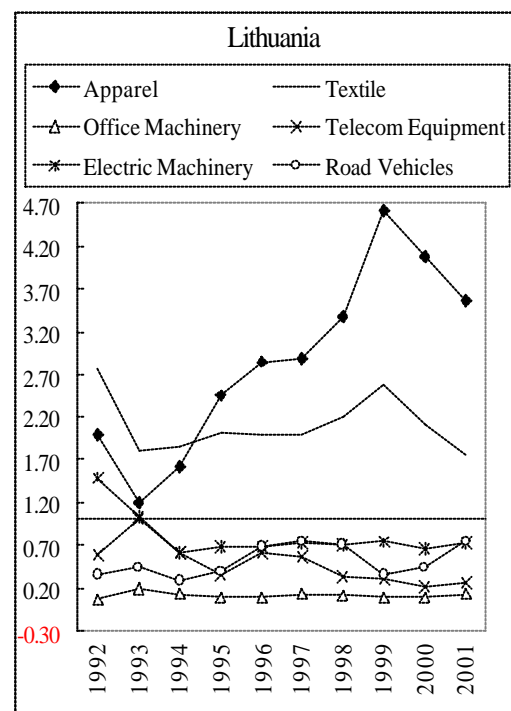 Lithuania
Apparel Textile
Office Machinery Telecom Equipment
Electric Machinery Road Vehicles
4.70
4.20
3.70
3.20
2.70
2.20
1.70
1.20
0.70
0.20
-0.30
1992 1993 1994 1995 1996 1997 1998 1999 2000 2001